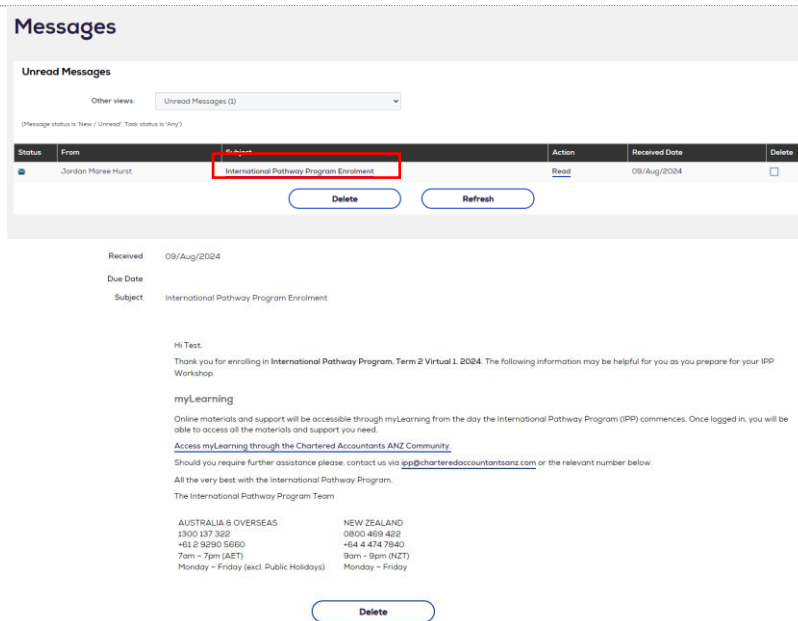 Messages
Unread Messages
Other views: Unread Messages (1)
(Message status is 'New / Unread', Task status is 'Any')
Status From Subject Action Received Date Delete
Jordan Maree Hurst International Pathway Program Enrolment Read 09/Aug/2024
Delete Refresh
Received 09/Aug/2024
Due Date
Subject International Pathway Program Enrolment
Hi Test,
Thank you for enrolling in International Pathway Program, Term 2 Virtual 1, 2024. The following information may be helpful for you as you prepare for your IPP
Workshop.
myLearning
Online materials and support will be accessible through myLearning from the day the International Pathway Program (IPP) commences. Once logged in, you will be
able to access all the materials and support you need.
Access myLearning through the Chartered Accountants ANZ Community.
Should you require further assistance please, contact us via ipp@charteredaccountantsanz.com or the relevant number below.
All the very best with the International Pathway Program.
The International Pathway Program Team
AUSTRALIA & OVERSEAS NEW ZEALAND
1300 137 322 0800 469 422
+61 2 9290 5660 +64 4 474 7840
7am – 7pm (AET) 9am - 9pm (NZT)
Monday – Friday (excl. Public Holidays) Monday – Friday
Delete